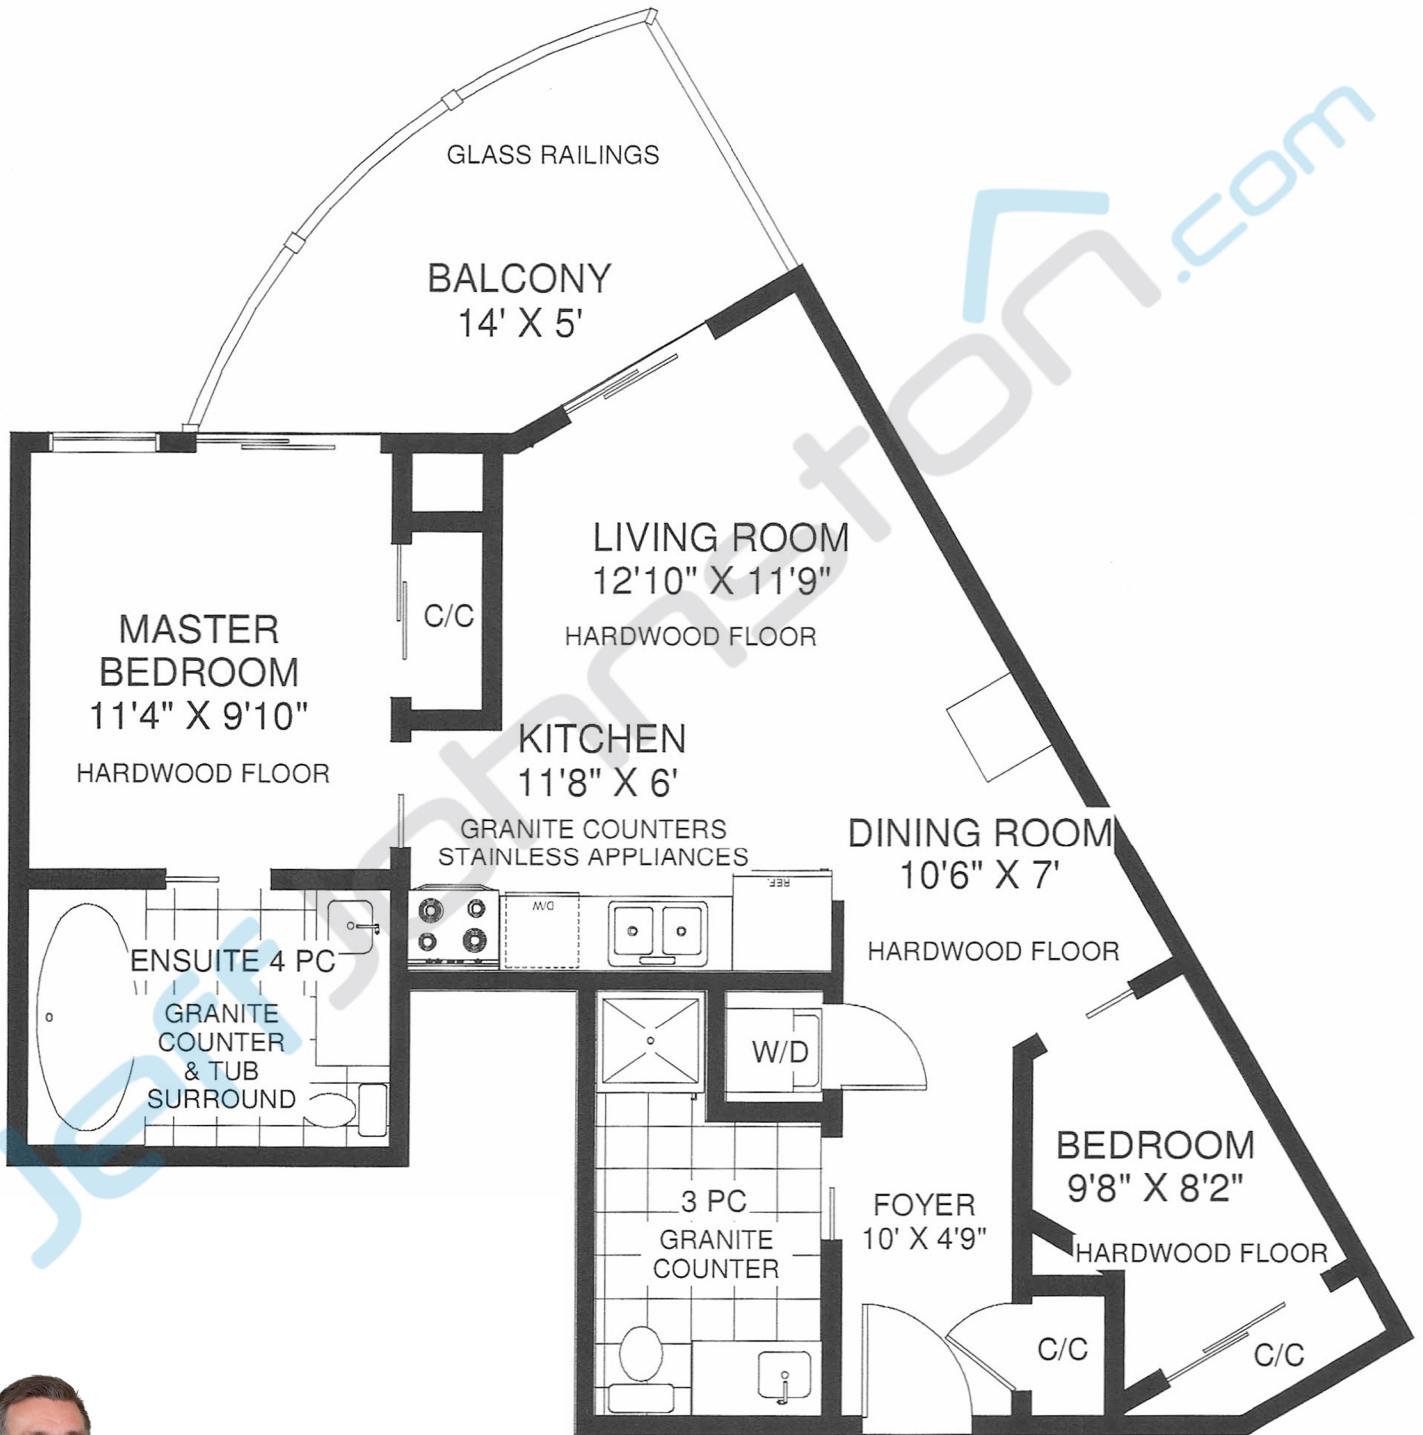 GLASS RAILINGS
BALCONY
14' X 5'
LIVING ROOM
12'10" X 11'9"
HARDWOOD FLOOR
C/C
MASTER
BEDROOM
11'4" X 9'10"
HARDWOOD FLOOR
KITCHEN
11'8" X 6'
GRANITE COUNTERS
STAINLESS APPLIANCES
DINING ROOM
10'6" X 7'
HARDWOOD FLOOR
REF.
D/W
ENSUITE 4 PC
GRANITE
COUNTER
& TUB
SURROUND
W/D
3 PC
GRANITE
COUNTER
FOYER
10' X 4'9"
BEDROOM
9'8" X 8'2"
HARDWOOD FLOOR
C/C
C/C
Jeffjohnston.com